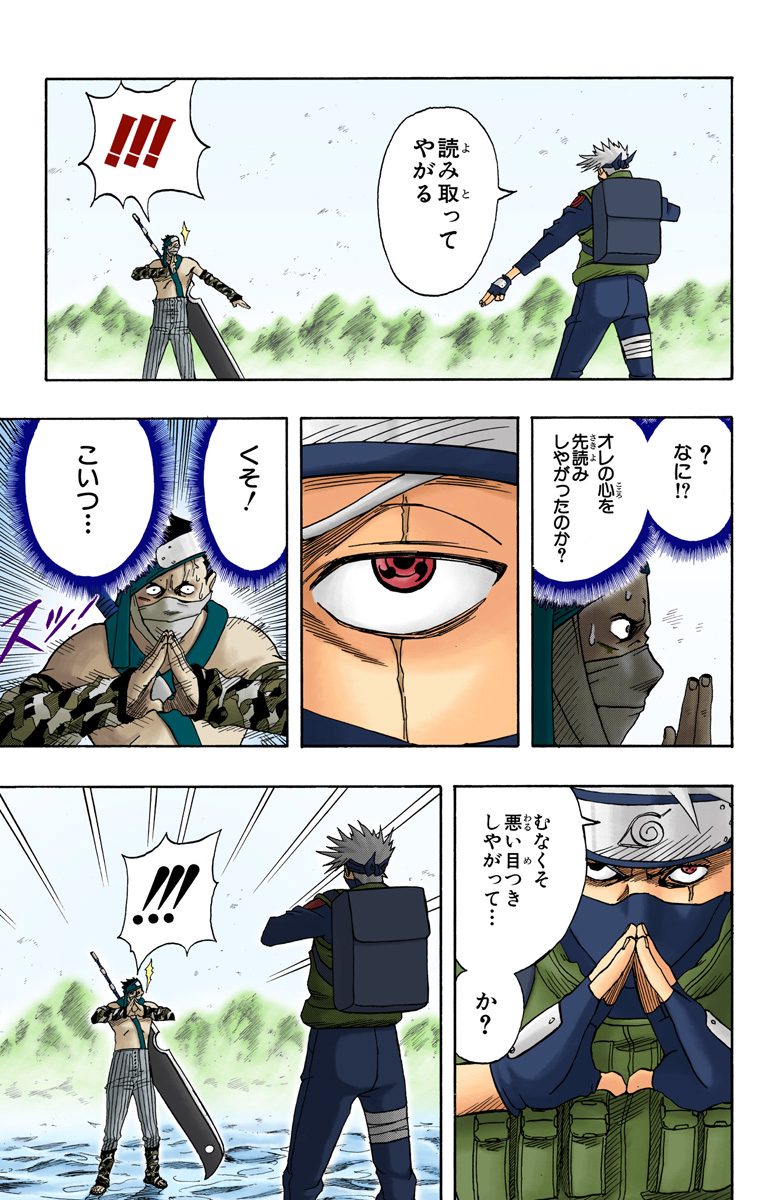 読み取って
やがる
!!!
?
なに!?
オレの心を
先読み
しやがったのか?
くそ!
こいつ…
ズッ!
むなくそ
悪い目つき
しやがって…
か?
!!!